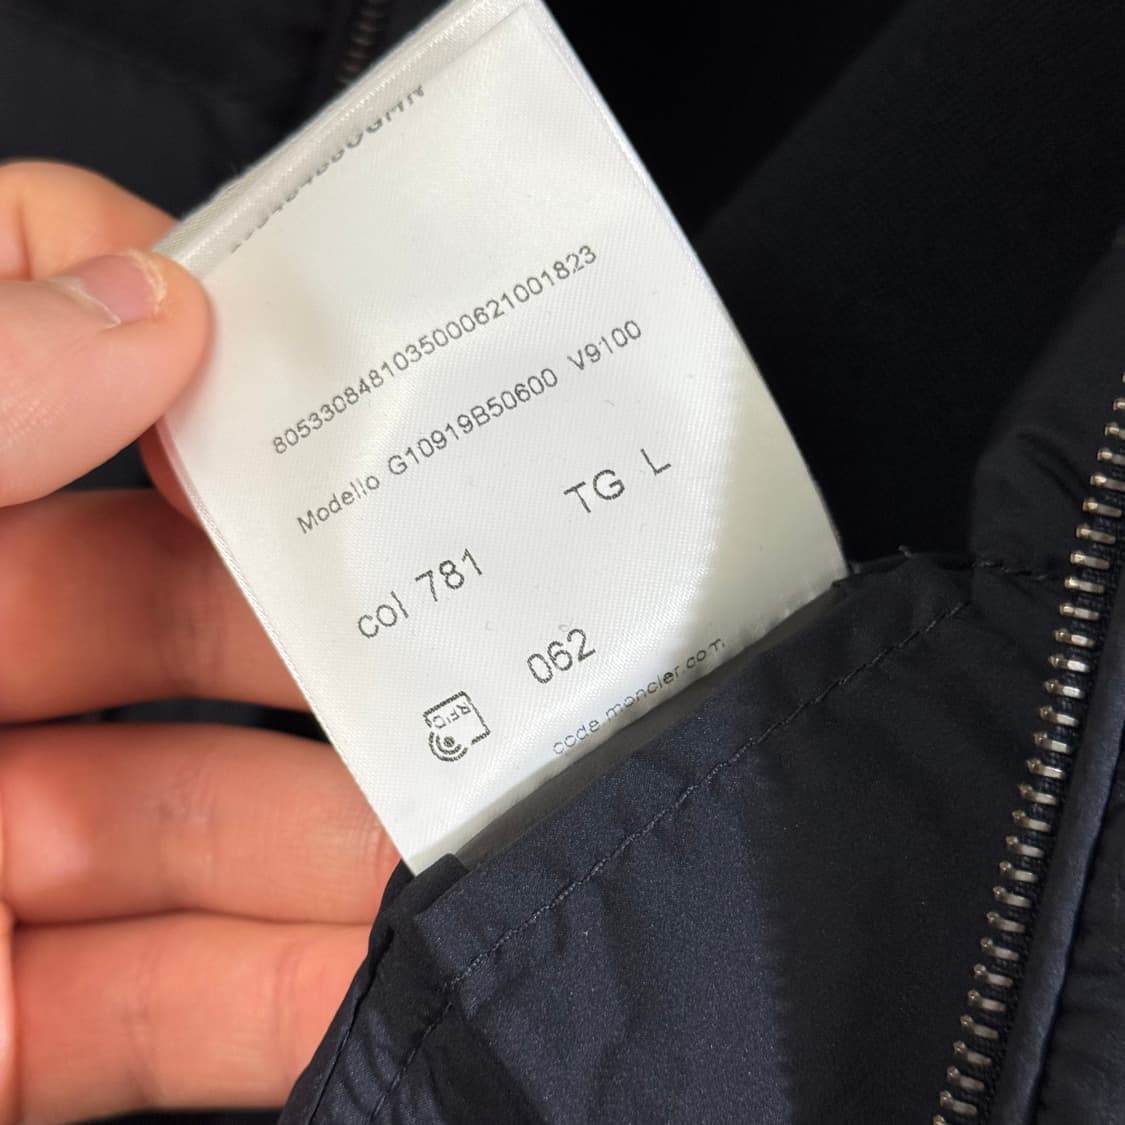 8053308481035000621001823
Modello G10919B50600 V9100
TG L
col 781
062
RFID
code.moncler.com